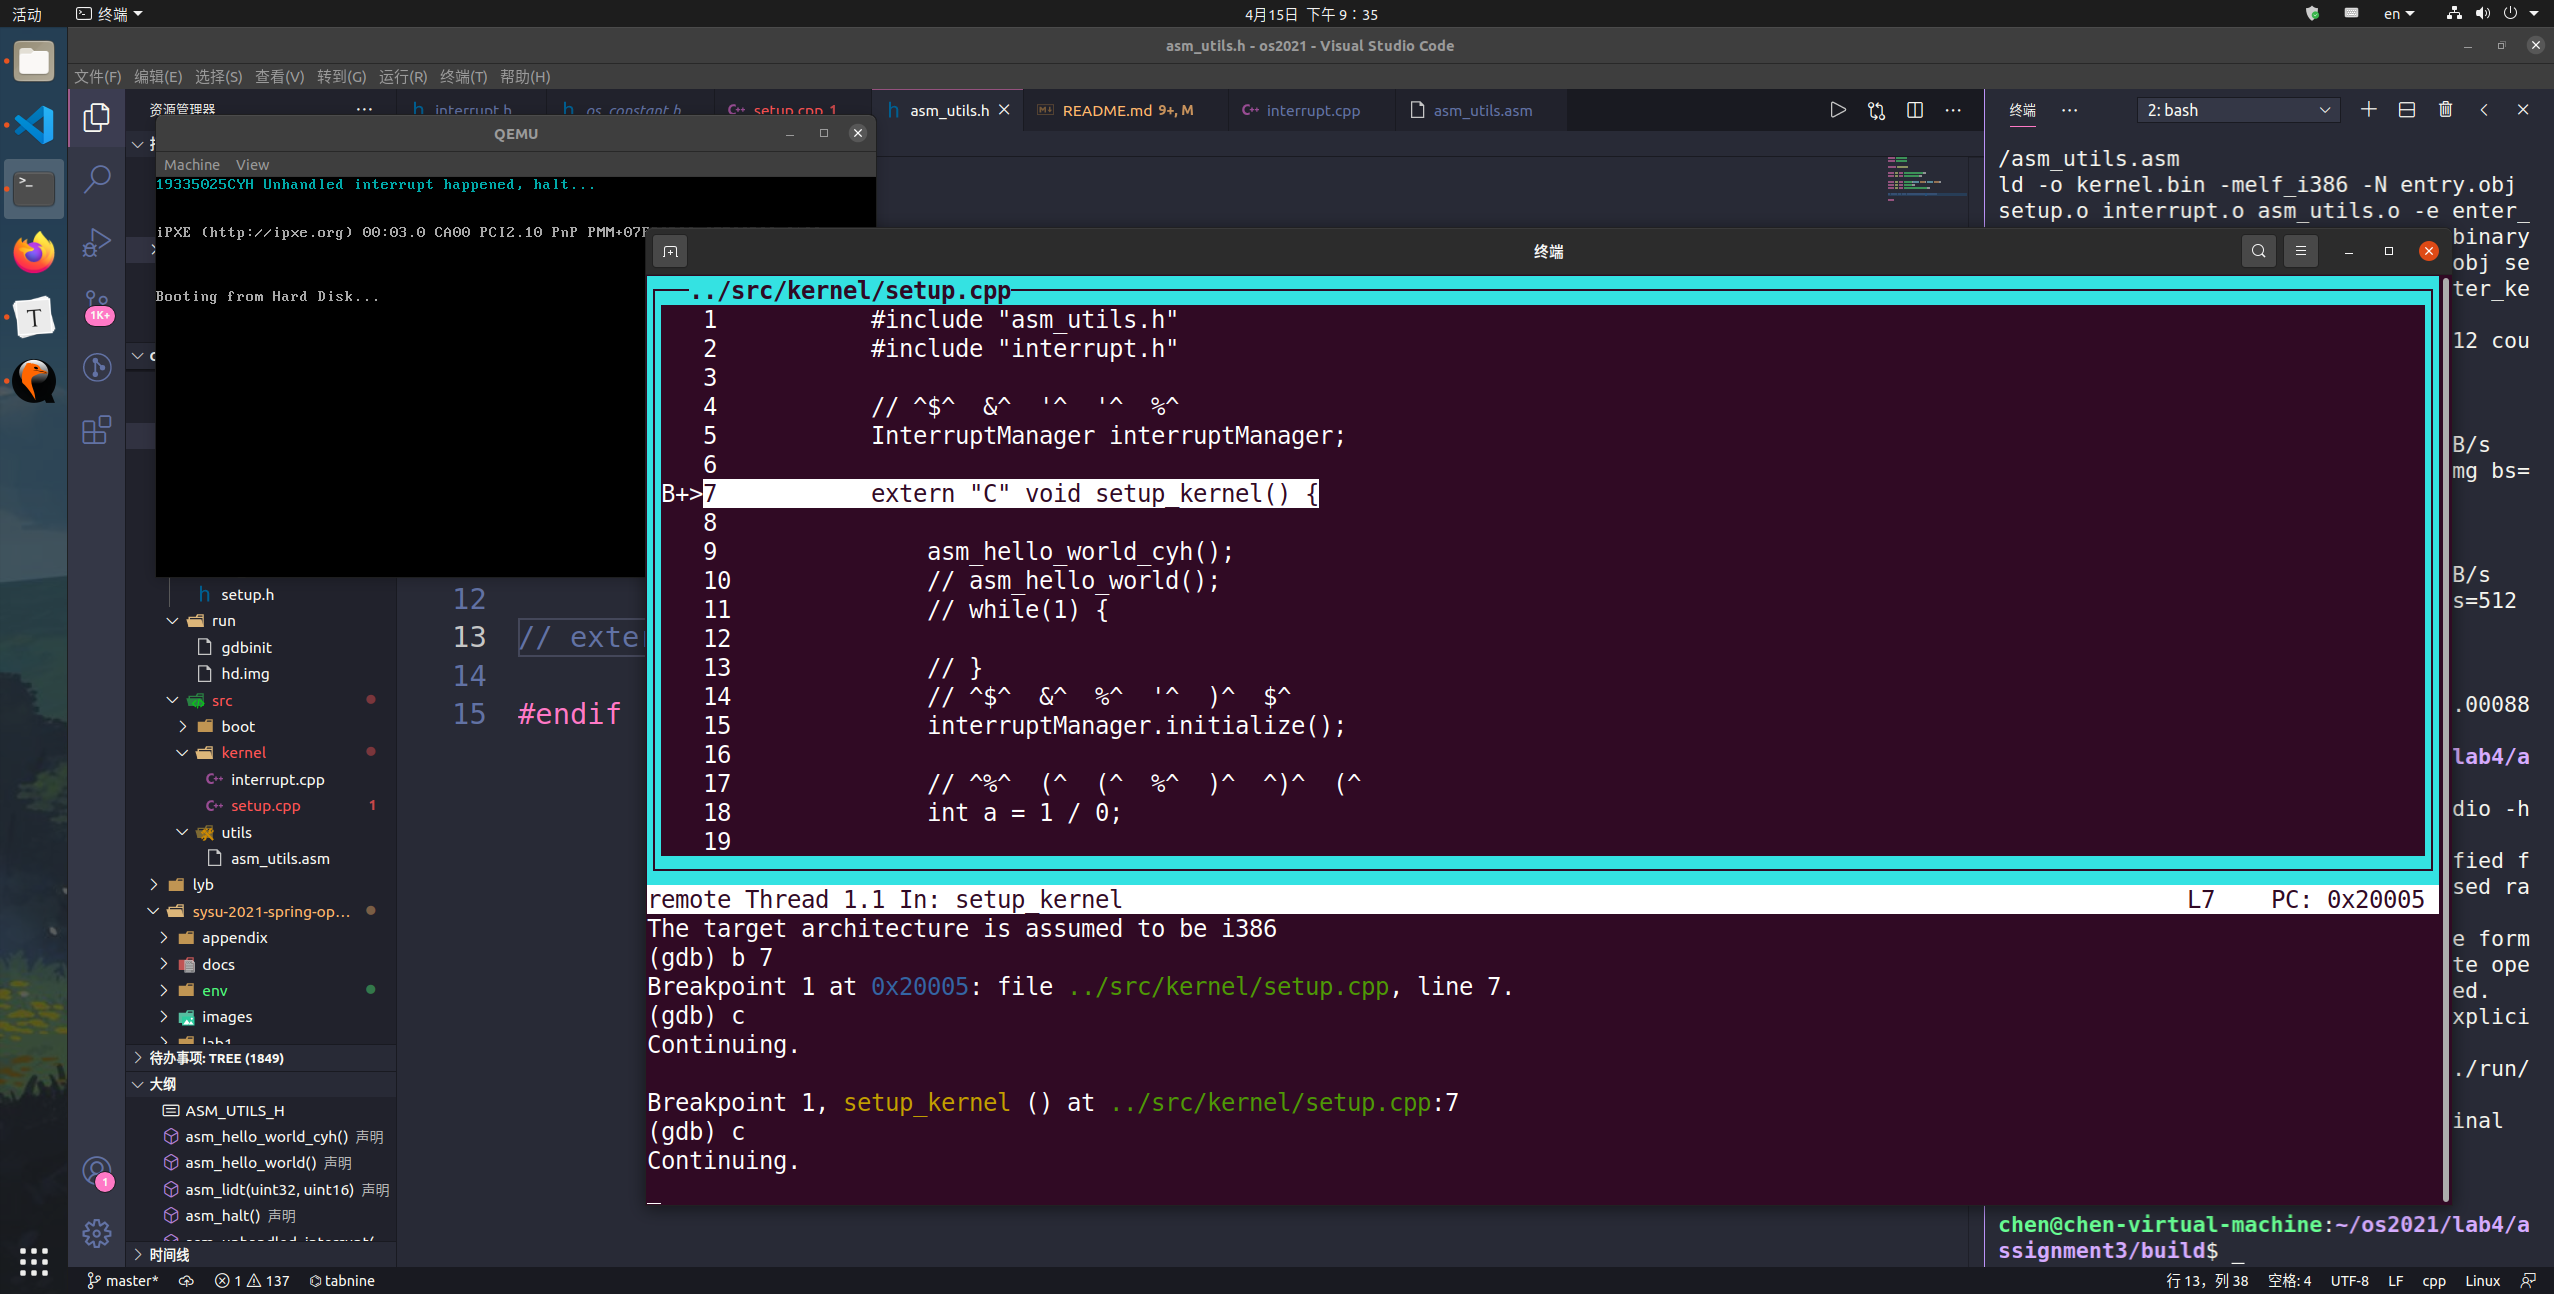 活动
终端
4月15日 下午 9：35
en
asm_utils.h - os2021 - Visual Studio Code
文件(F) 编辑(E) 选择(S) 查看(V) 转到(G) 运行(R) 终端(T) 帮助(H)
资源管理器
interrupt.h
os_constant.h
setup.cpp 1
asm_utils.h
README.md 9+, M
interrupt.cpp
asm_utils.asm
终端
2: bash
QEMU
Machine View
19335025CYH Unhandled interrupt happened, halt...
iPXE (http://ipxe.org) 00:03.0 CA00 PCI2.10 PnP PMM+07
Booting from Hard Disk...
1K+
setup.h
run
gdbinit
hd.img
src
boot
kernel
interrupt.cpp
setup.cpp 1
utils
asm_utils.asm
lyb
sysu-2021-spring-op...
appendix
docs
env
images
lab1
待办事项: TREE (1849)
大纲
ASM_UTILS_H
asm_hello_world_cyh() 声明
asm_hello_world() 声明
asm_lidt(uint32, uint16) 声明
asm_halt() 声明
asm_unhandled_interrupt(
时间线
1
12
13 // exter
14
15 #endif
终端
../src/kernel/setup.cpp
1 #include "asm_utils.h"
2 #include "interrupt.h"
3
4 // ^$^ &^ '^ '^ %^
5 InterruptManager interruptManager;
6
B+>7 extern "C" void setup_kernel() {
8
9 asm_hello_world_cyh();
10 // asm_hello_world();
11 // while(1) {
12
13 // }
14 // ^$^ &^ %^ '^ )^ $^
15 interruptManager.initialize();
16
17 // ^%^ (^ (^ %^ )^ ^)^ (^
18 int a = 1 / 0;
19
remote Thread 1.1 In: setup_kernel L7 PC: 0x20005
The target architecture is assumed to be i386
(gdb) b 7
Breakpoint 1 at 0x20005: file ../src/kernel/setup.cpp, line 7.
(gdb) c
Continuing.
Breakpoint 1, setup_kernel () at ../src/kernel/setup.cpp:7
(gdb) c
Continuing.
/asm_utils.asm
ld -o kernel.bin -melf_i386 -N entry.obj
setup.o interrupt.o asm_utils.o -e enter_
binary
obj se
ter_ke
12 cou
B/s
mg bs=
B/s
s=512
.00088
lab4/a
dio -h
fied f
sed ra
e form
te ope
ed.
xplici
./run/
inal
chen@chen-virtual-machine:~/os2021/lab4/a
ssignment3/build$ _
master* 1 137 tabnine
行 13，列 38 空格: 4 UTF-8 LF cpp Linux